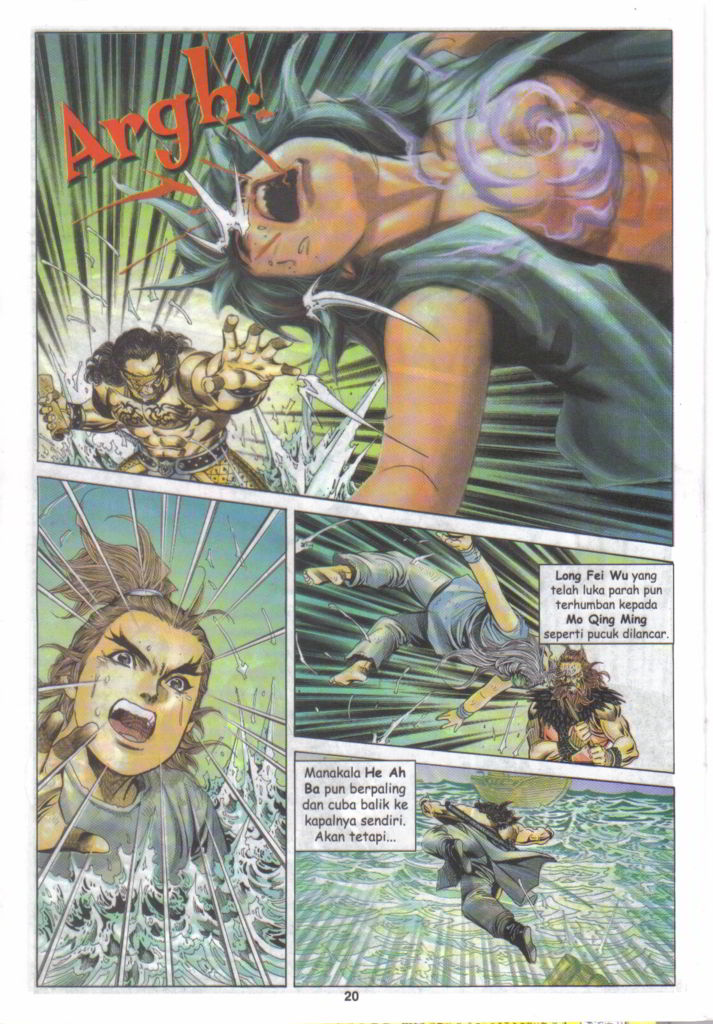 Argh!
Long Fei Wu yang
telah luka parah pun
terhumban kepada
Mo Qing Ming
seperti pucuk dilancar.
Manakala He Ah
Ba pun berpaling
dan cuba balik ke
kapalnya sendiri.
Akan tetapi...
20